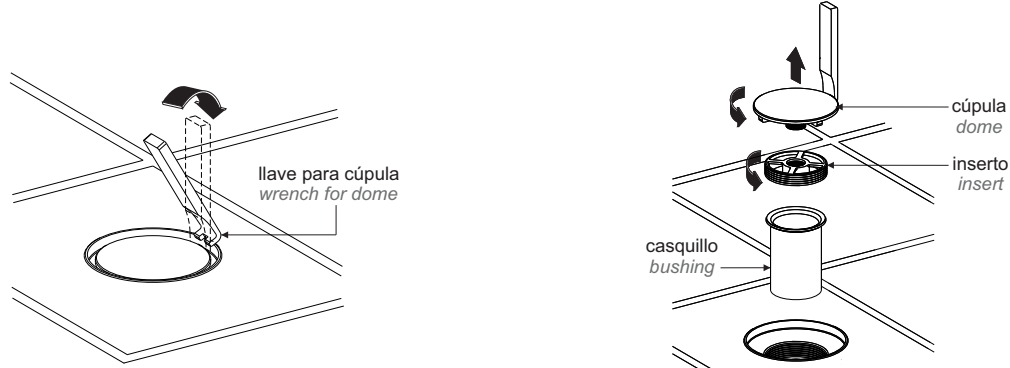 llave para cúpula
wrench for dome
cúpula
dome
inserto
insert
casquillo
bushing